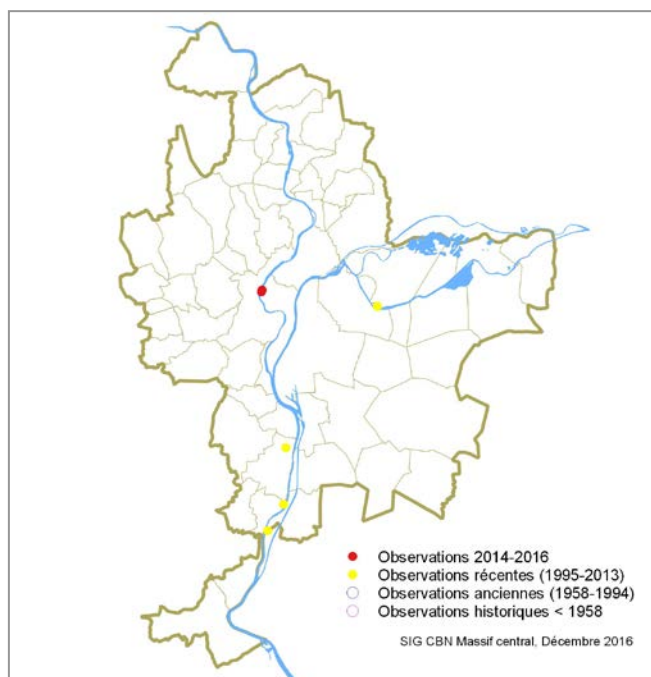 Observations 2014-2016
Observations récentes (1995-2013)
Observations anciennes (1958-1994)
Observations historiques < 1958
SIG CBN Massif central, Décembre 2016